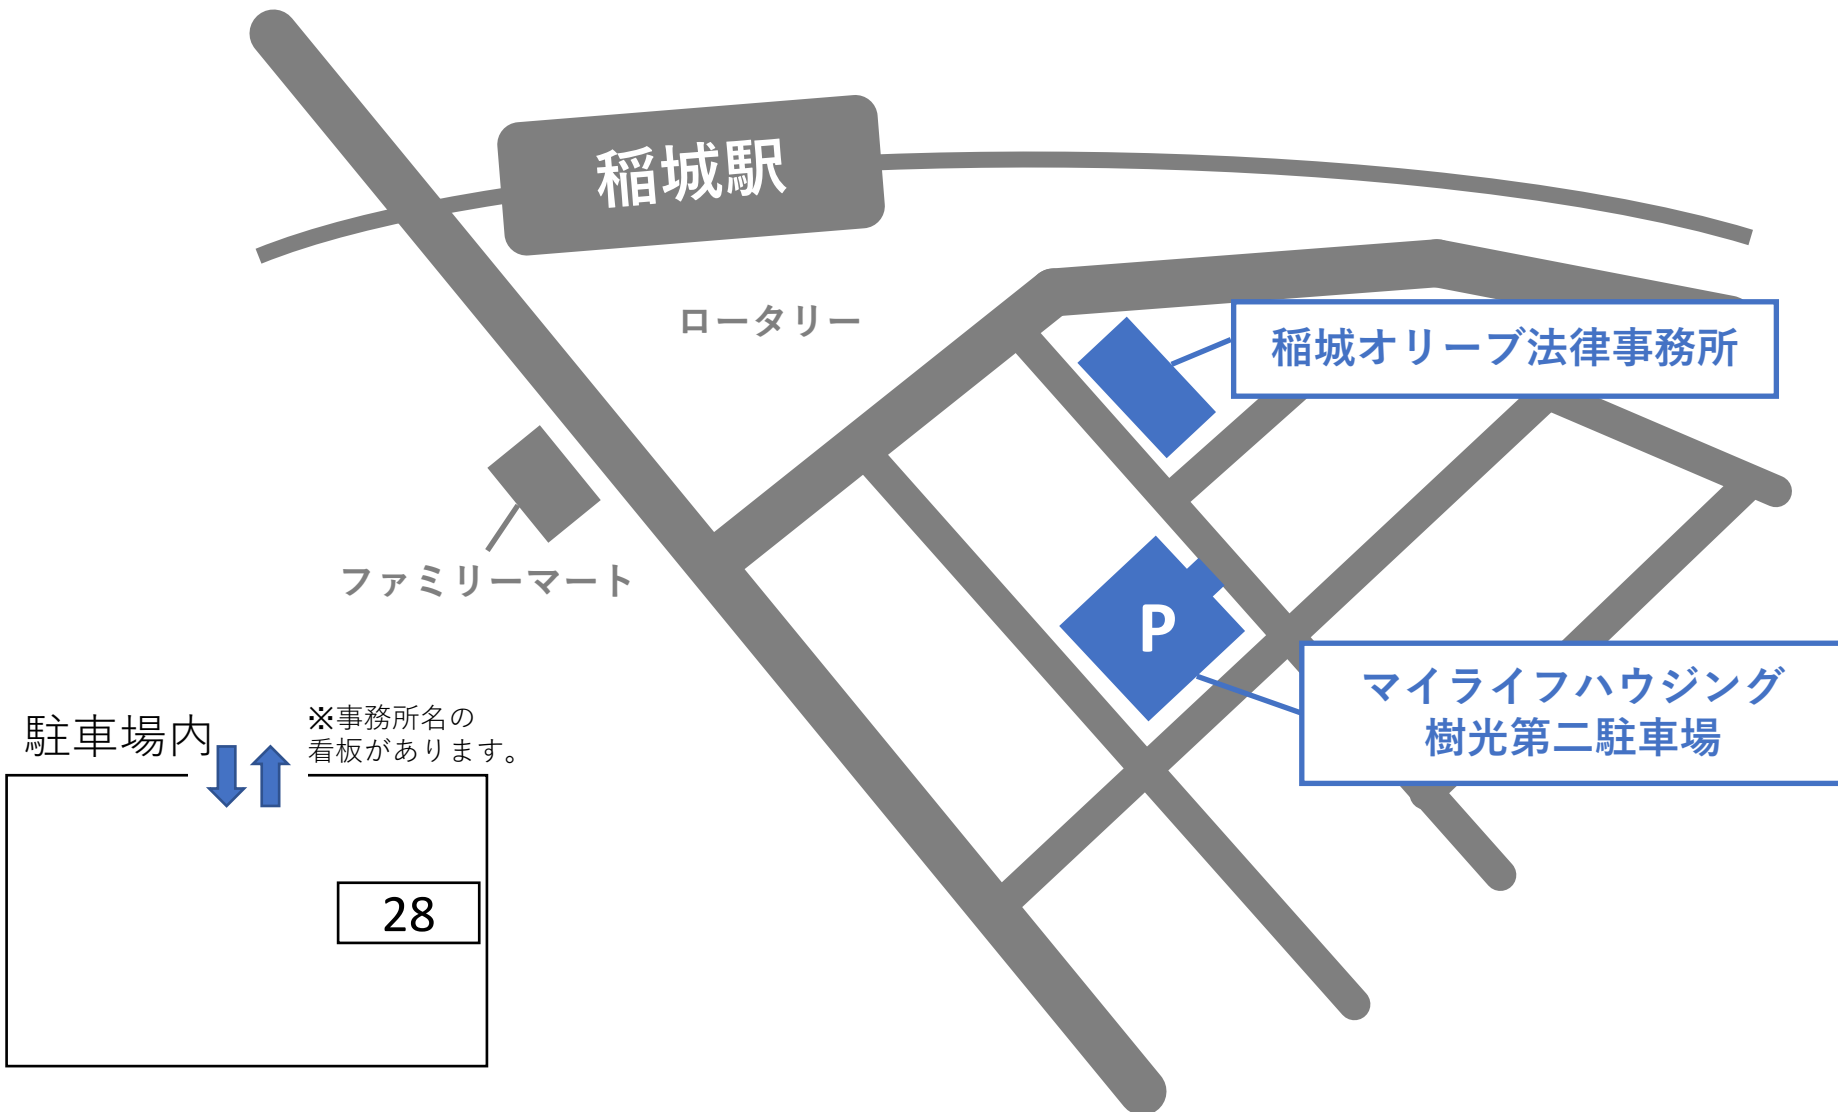 稲城駅
ロータリー
稲城オリーブ法律事務所
ファミリーマート
P
マイライフハウジング
樹光第二駐車場
駐車場内
※事務所名の
看板があります。
28